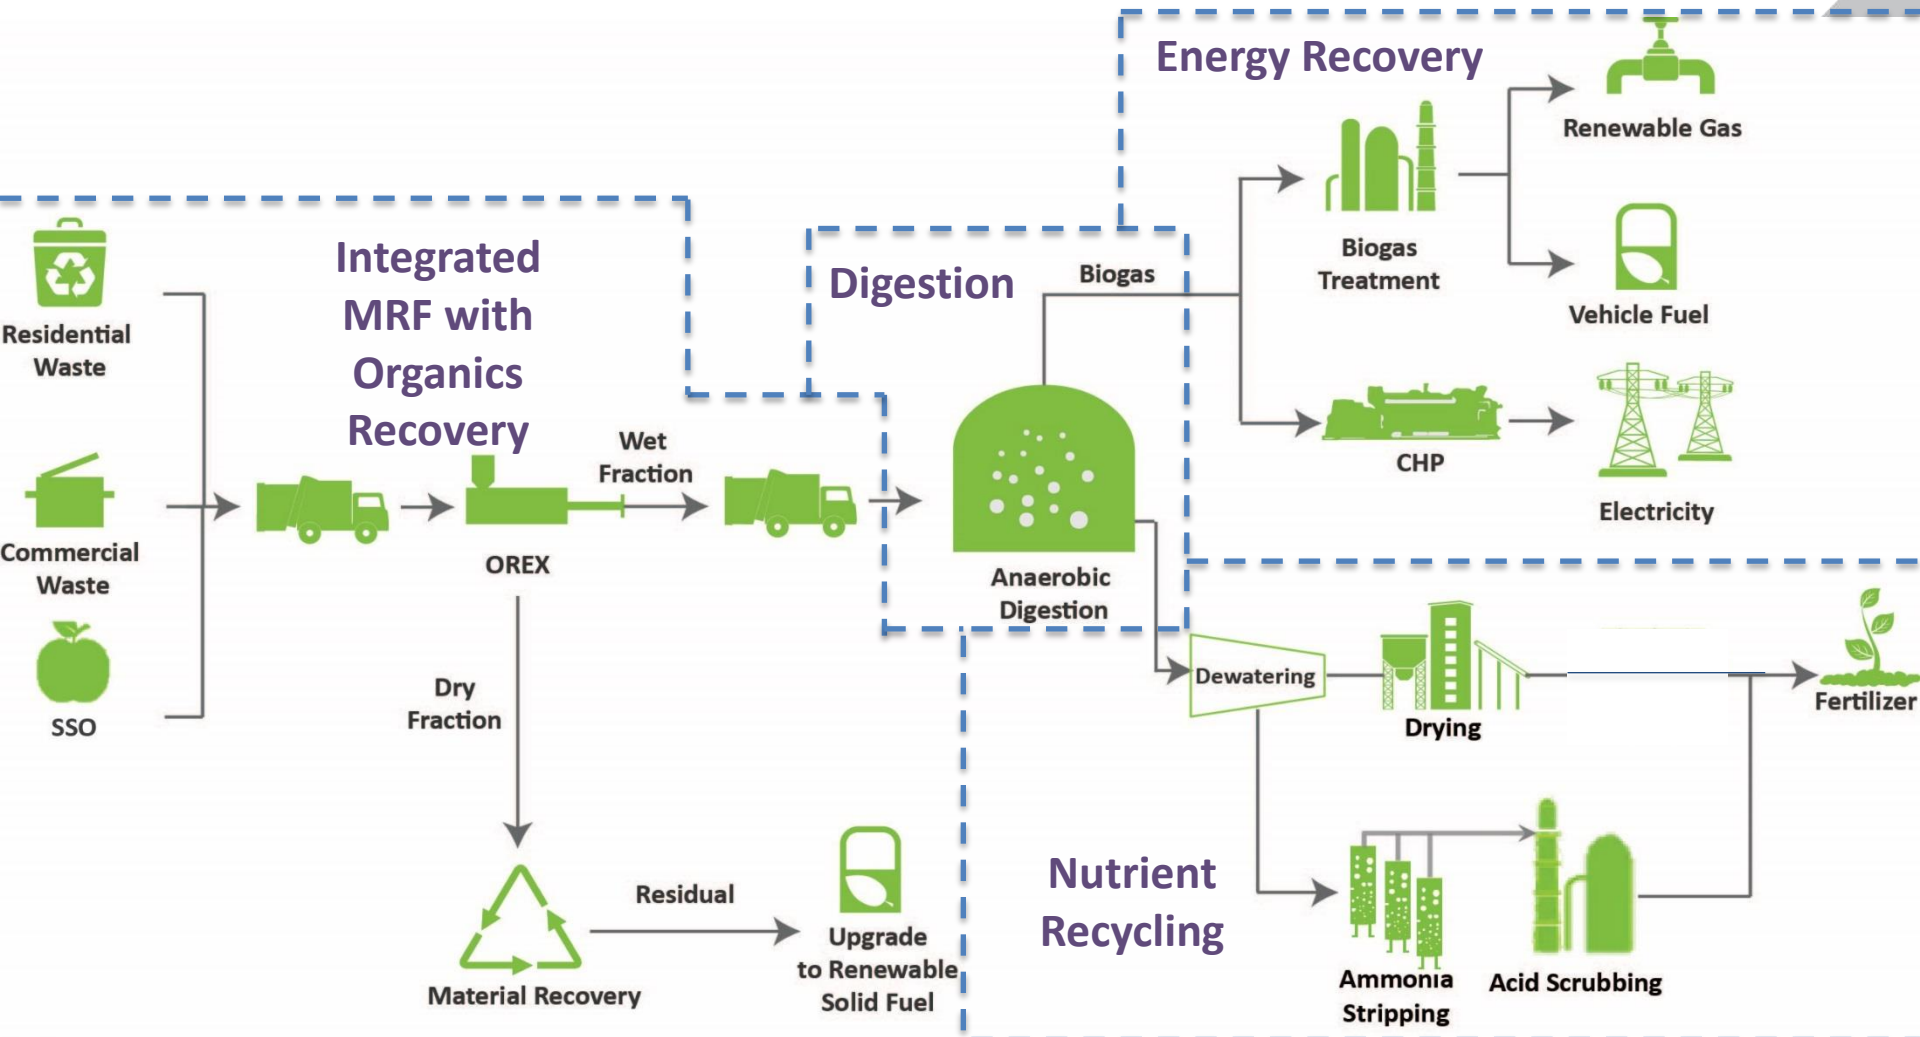 Energy Recovery
Renewable Gas
Biogas
Treatment
Vehicle Fuel
CHP
Electricity
Integrated
MRF with
Organics
Recovery
Residential
Waste
Commercial
Waste
SSO
OREX
Wet
Fraction
Dry
Fraction
Material Recovery
Residual
Upgrade
to Renewable
Solid Fuel
Digestion
Biogas
Anaerobic
Digestion
Nutrient
Recycling
Dewatering
Drying
Fertilizer
Ammonia
Stripping
Acid Scrubbing